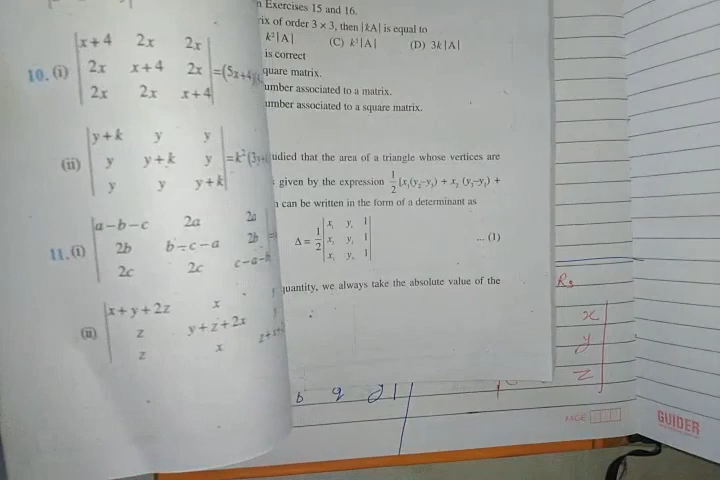 10. (i) |x+4 2x 2x|
|2x x+4 2x| =(5x+4)
|2x 2x x+4|
(ii) |y+k y y|
|y y+k y| =k²(3y+
|y y y+k|
11. (i) |a-b-c 2a 2a|
|2b b-c-a 2b| =
|2c 2c c-a-b|
(ii) |x+y+2z x
z y+z+2x
z x
n Exercises 15 and 16.
rix of order 3 × 3, then |kA| is equal to
k²|A| (C) k³|A| (D) 3k|A|
is correct
quare matrix.
umber associated to a matrix.
umber associated to a square matrix.
udied that the area of a triangle whose vertices are
given by the expression 1/2 [x₁(y₂–y₃) + x₂ (y₃–y₁) +
can be written in the form of a determinant as
Δ = 1/2 |x₁ y₁ 1|
|x₂ y₂ 1| ... (1)
|x₃ y₃ 1|
quantity, we always take the absolute value of the
R₃
x
y
z
b q y
PAGE
GUIDER